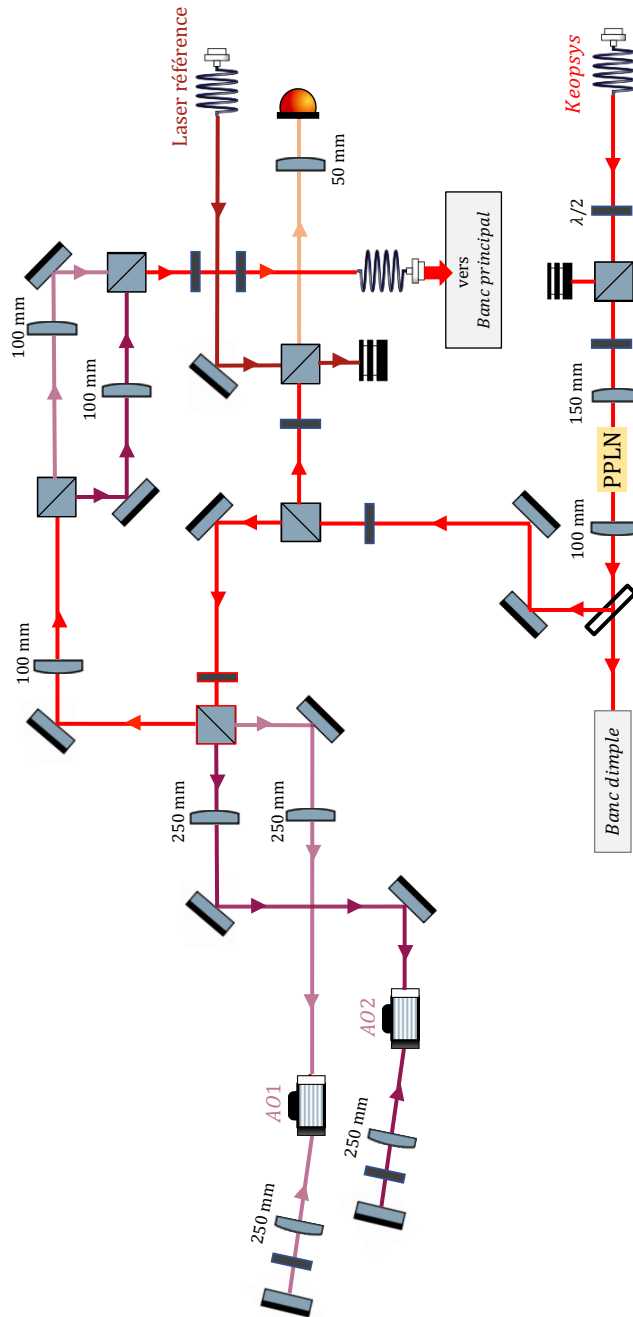 100 mm
100 mm
100 mm
250 mm
Laser référence
250 mm
AO1
250 mm
50 mm
250 mm
AO2
vers
Banc principal
100 mm
150 mm
λ/2
Keopsys
Banc dimple
PPLN